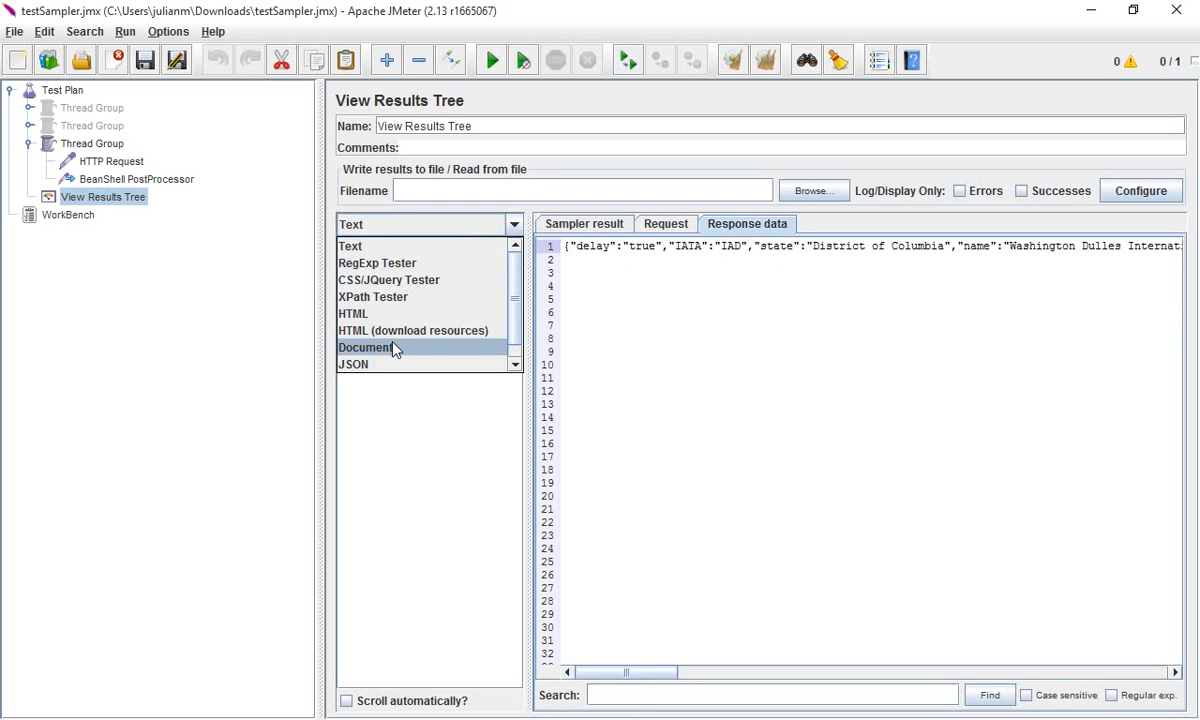 testSampler.jmx (C:\Users\julianm\Downloads\testSampler.jmx) - Apache JMeter (2.13 r1665067)
File Edit Search Run Options Help
0 0 / 1
Test Plan
Thread Group
Thread Group
Thread Group
HTTP Request
BeanShell PostProcessor
View Results Tree
WorkBench
View Results Tree
Name: View Results Tree
Comments:
Write results to file / Read from file
Filename Browse... Log/Display Only: Errors Successes Configure
Text
Text
RegExp Tester
CSS/JQuery Tester
XPath Tester
HTML
HTML (download resources)
Document
JSON
Scroll automatically?
Sampler result Request Response data
1 {"delay":"true","IATA":"IAD","state":"District of Columbia","name":"Washington Dulles Internat
2
3
4
5
6
7
8
9
10
11
12
13
14
15
16
17
18
19
20
21
22
23
24
25
26
27
28
29
30
31
32
Search: Find Case sensitive Regular exp.